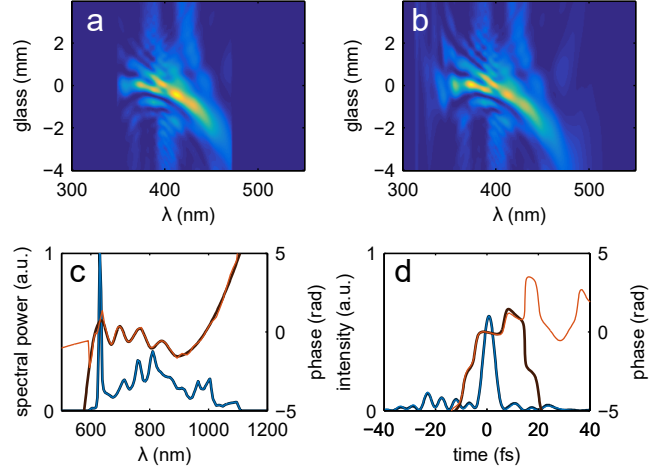 a
glass (mm)
2
0
−2
−4
300
400
500
λ (nm)
b
glass (mm)
2
0
−2
−4
300
400
500
λ (nm)
c
spectral power (a.u.)
1
0
5
0
−5
phase (rad)
600
800
1000
1200
λ (nm)
d
intensity (a.u.)
1
0
5
0
−5
phase (rad)
−40
−20
0
20
40
time (fs)